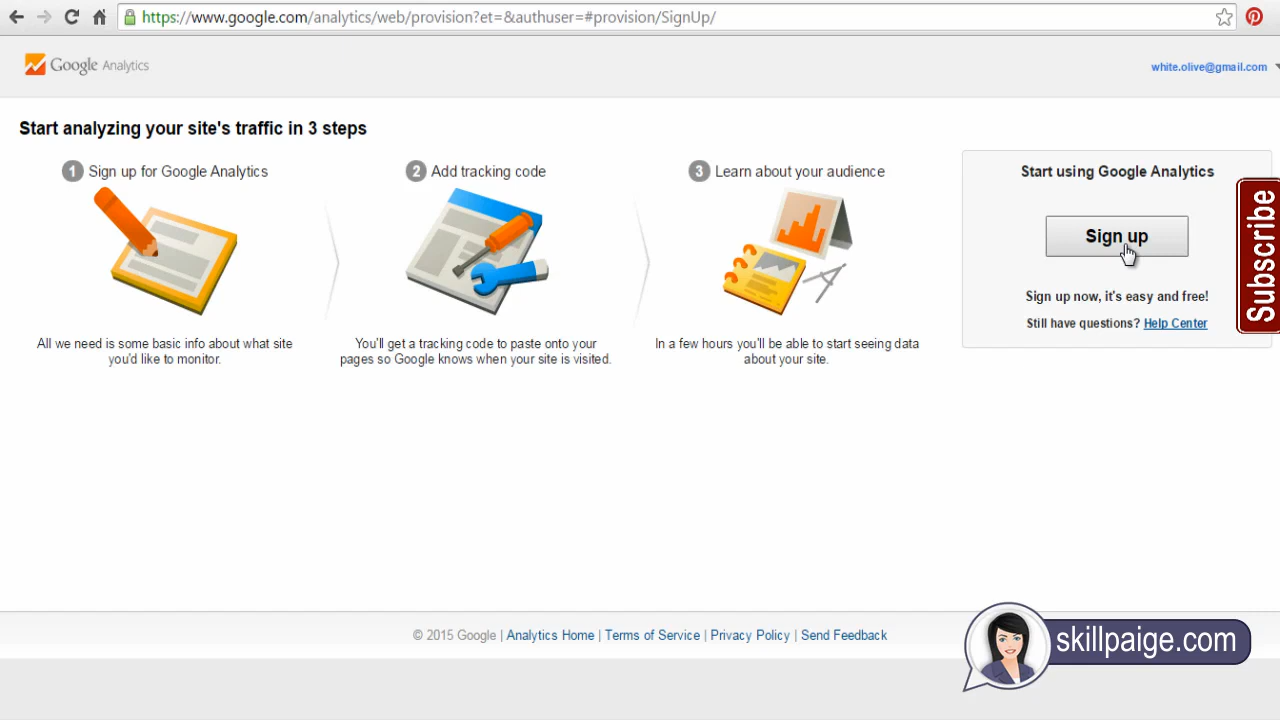 https://www.google.com/analytics/web/provision?et=&authuser=#provision/SignUp/
Google Analytics
white.olive@gmail.com
Start analyzing your site's traffic in 3 steps
1 Sign up for Google Analytics
All we need is some basic info about what site
you'd like to monitor.
2 Add tracking code
You'll get a tracking code to paste onto your
pages so Google knows when your site is visited.
3 Learn about your audience
In a few hours you'll be able to start seeing data
about your site.
Start using Google Analytics
Sign up
Sign up now, it's easy and free!
Still have questions? Help Center
Subscribe
© 2015 Google | Analytics Home | Terms of Service | Privacy Policy | Send Feedback
skillpaige.com